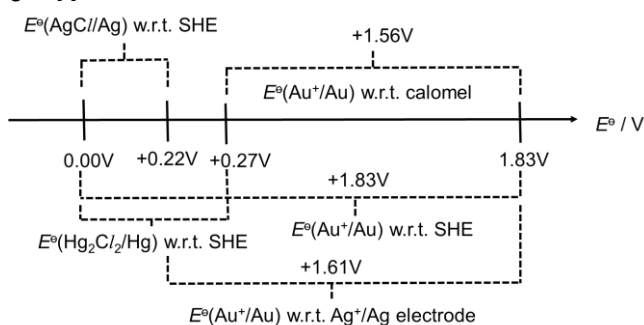 E⦵(AgCl/Ag) w.r.t. SHE
+1.56V
E⦵(Au⁺/Au) w.r.t. calomel
E⦵ / V
0.00V +0.22V +0.27V 1.83V
+1.83V
E⦵(Hg₂Cl₂/Hg) w.r.t. SHE
E⦵(Au⁺/Au) w.r.t. SHE
+1.61V
E⦵(Au⁺/Au) w.r.t. Ag⁺/Ag electrode